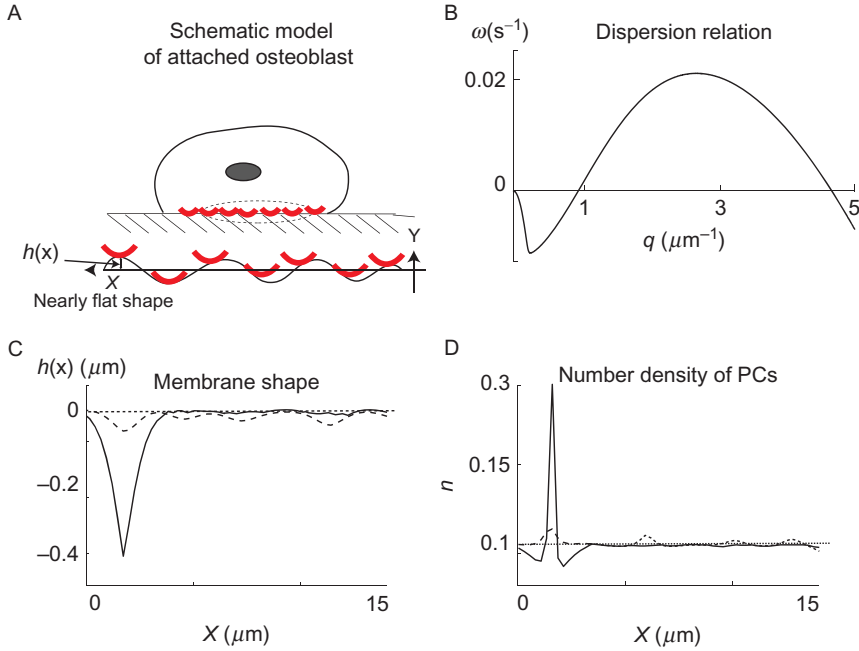 A
Schematic model
of attached osteoblast
h(x)
X
Y
Nearly flat shape
B
ω(s⁻¹)
Dispersion relation
0.02
0
1
3
5
q (μm⁻¹)
C
h(x) (μm)
Membrane shape
0
–0.2
–0.4
0
15
X (μm)
D
Number density of PCs
0.3
0.15
n
0.1
0
15
X (μm)